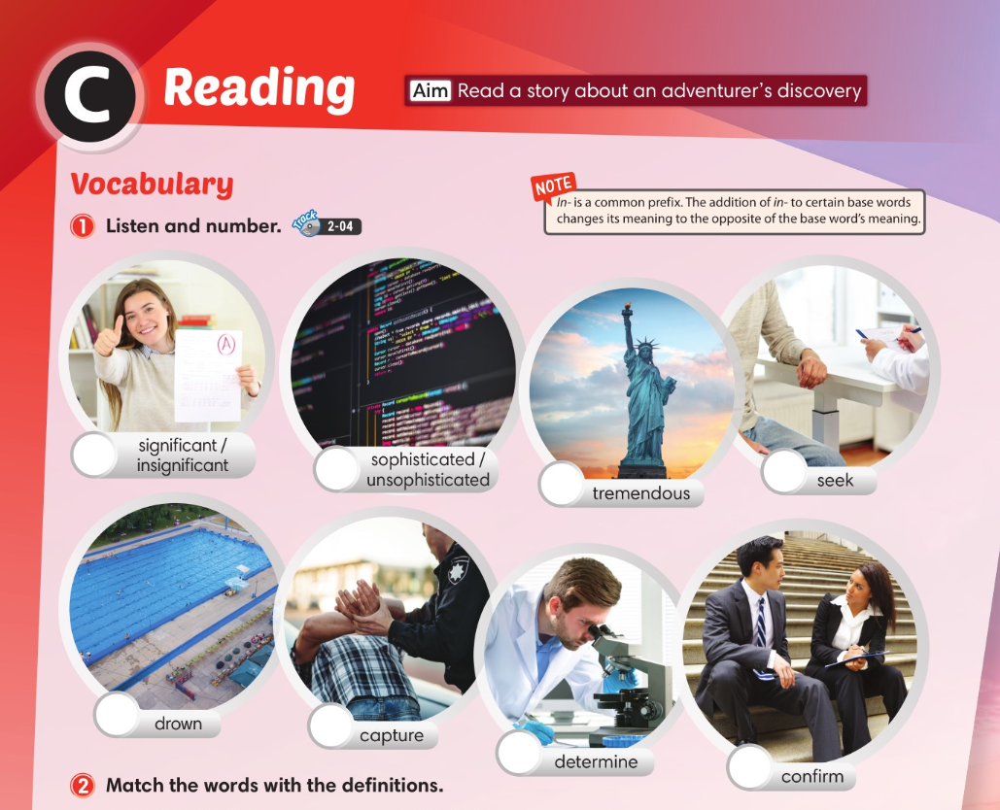 C
Reading
Aim Read a story about an adventurer's discovery
Vocabulary
NOTE
In- is a common prefix. The addition of in- to certain base words
changes its meaning to the opposite of the base word's meaning.
1 Listen and number. Track 2-04
A
significant /
insignificant
sophisticated /
unsophisticated
tremendous
seek
drown
capture
determine
confirm
2 Match the words with the definitions.